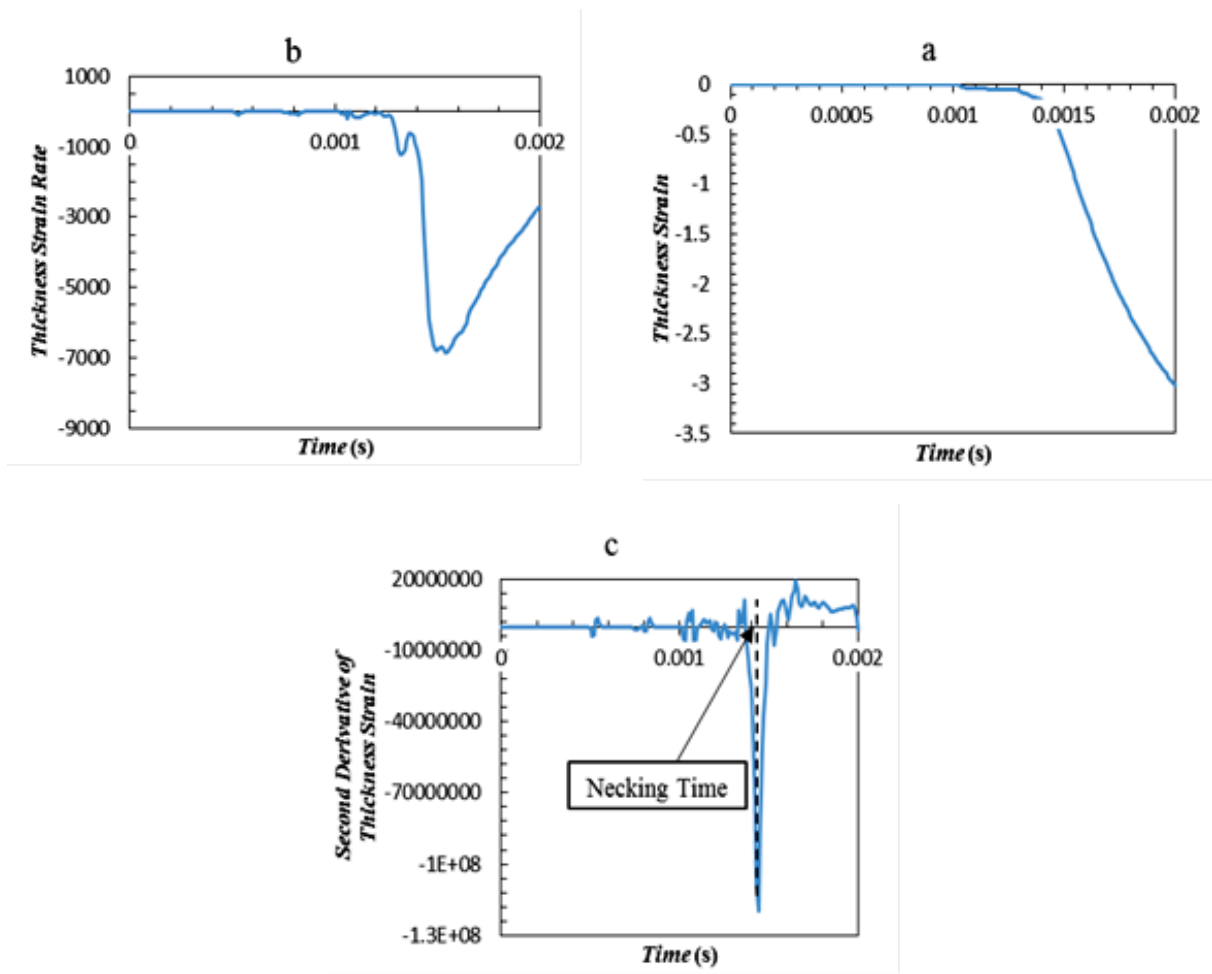 b
1000
-1000
-3000
-5000
-7000
-9000
0
0.001
0.002
Thickness Strain Rate
Time (s)
a
0
-0.5
-1
-1.5
-2
-2.5
-3
-3.5
0
0.0005
0.001
0.0015
0.002
Thickness Strain
Time (s)
c
20000000
-10000000
-40000000
-70000000
-1E+08
-1.3E+08
0
0.001
0.002
Second Derivative of
Thickness Strain
Necking Time
Time (s)